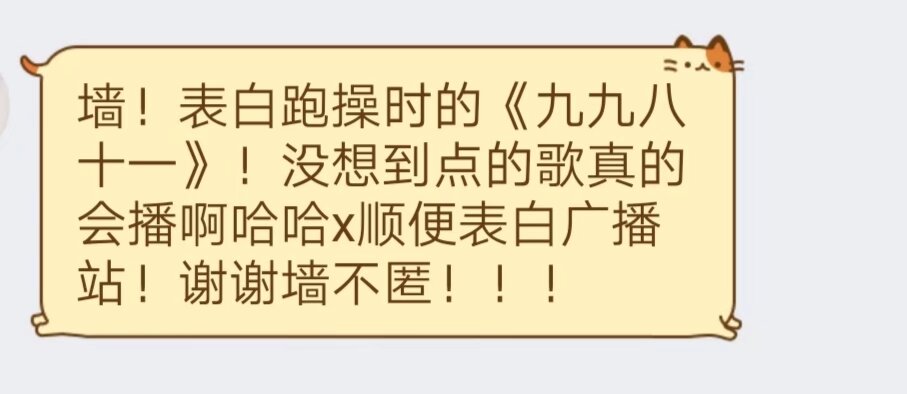 墙！表白跑操时的《九九八
十一》！没想到点的歌真的
会播啊哈哈x顺便表白广播
站！谢谢墙不匿！！！